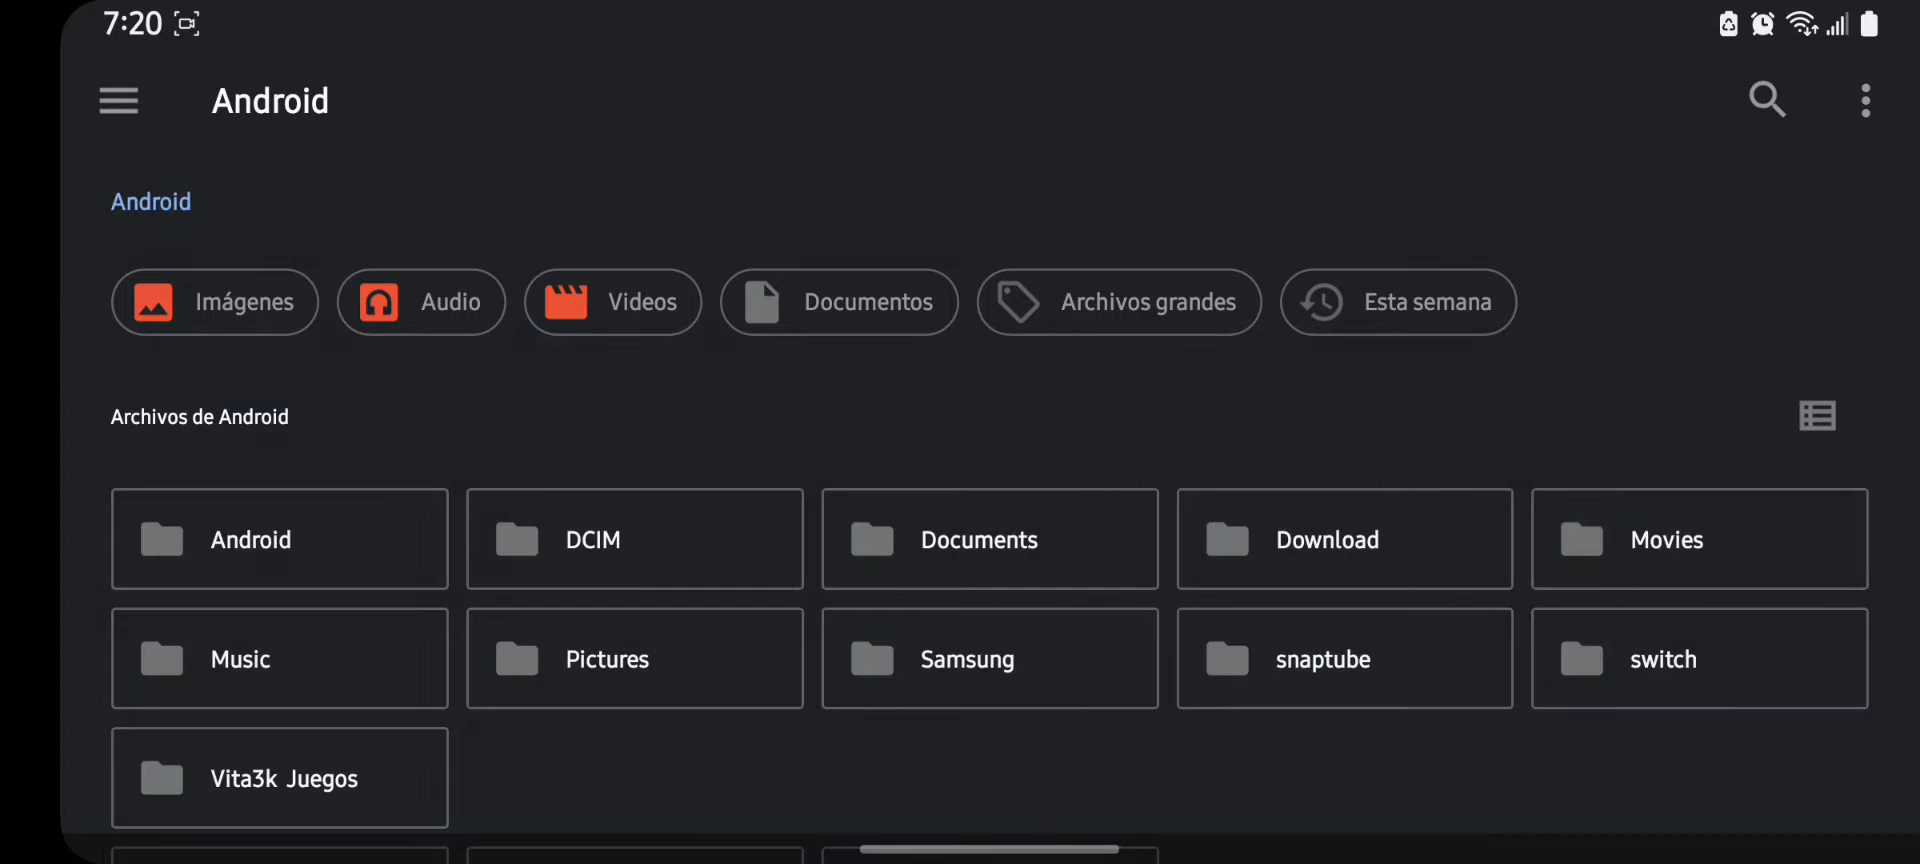 7:20
Android
Android
Imágenes Audio Videos Documentos Archivos grandes Esta semana
Archivos de Android
Android DCIM Documents Download Movies
Music Pictures Samsung snaptube switch
Vita3k Juegos